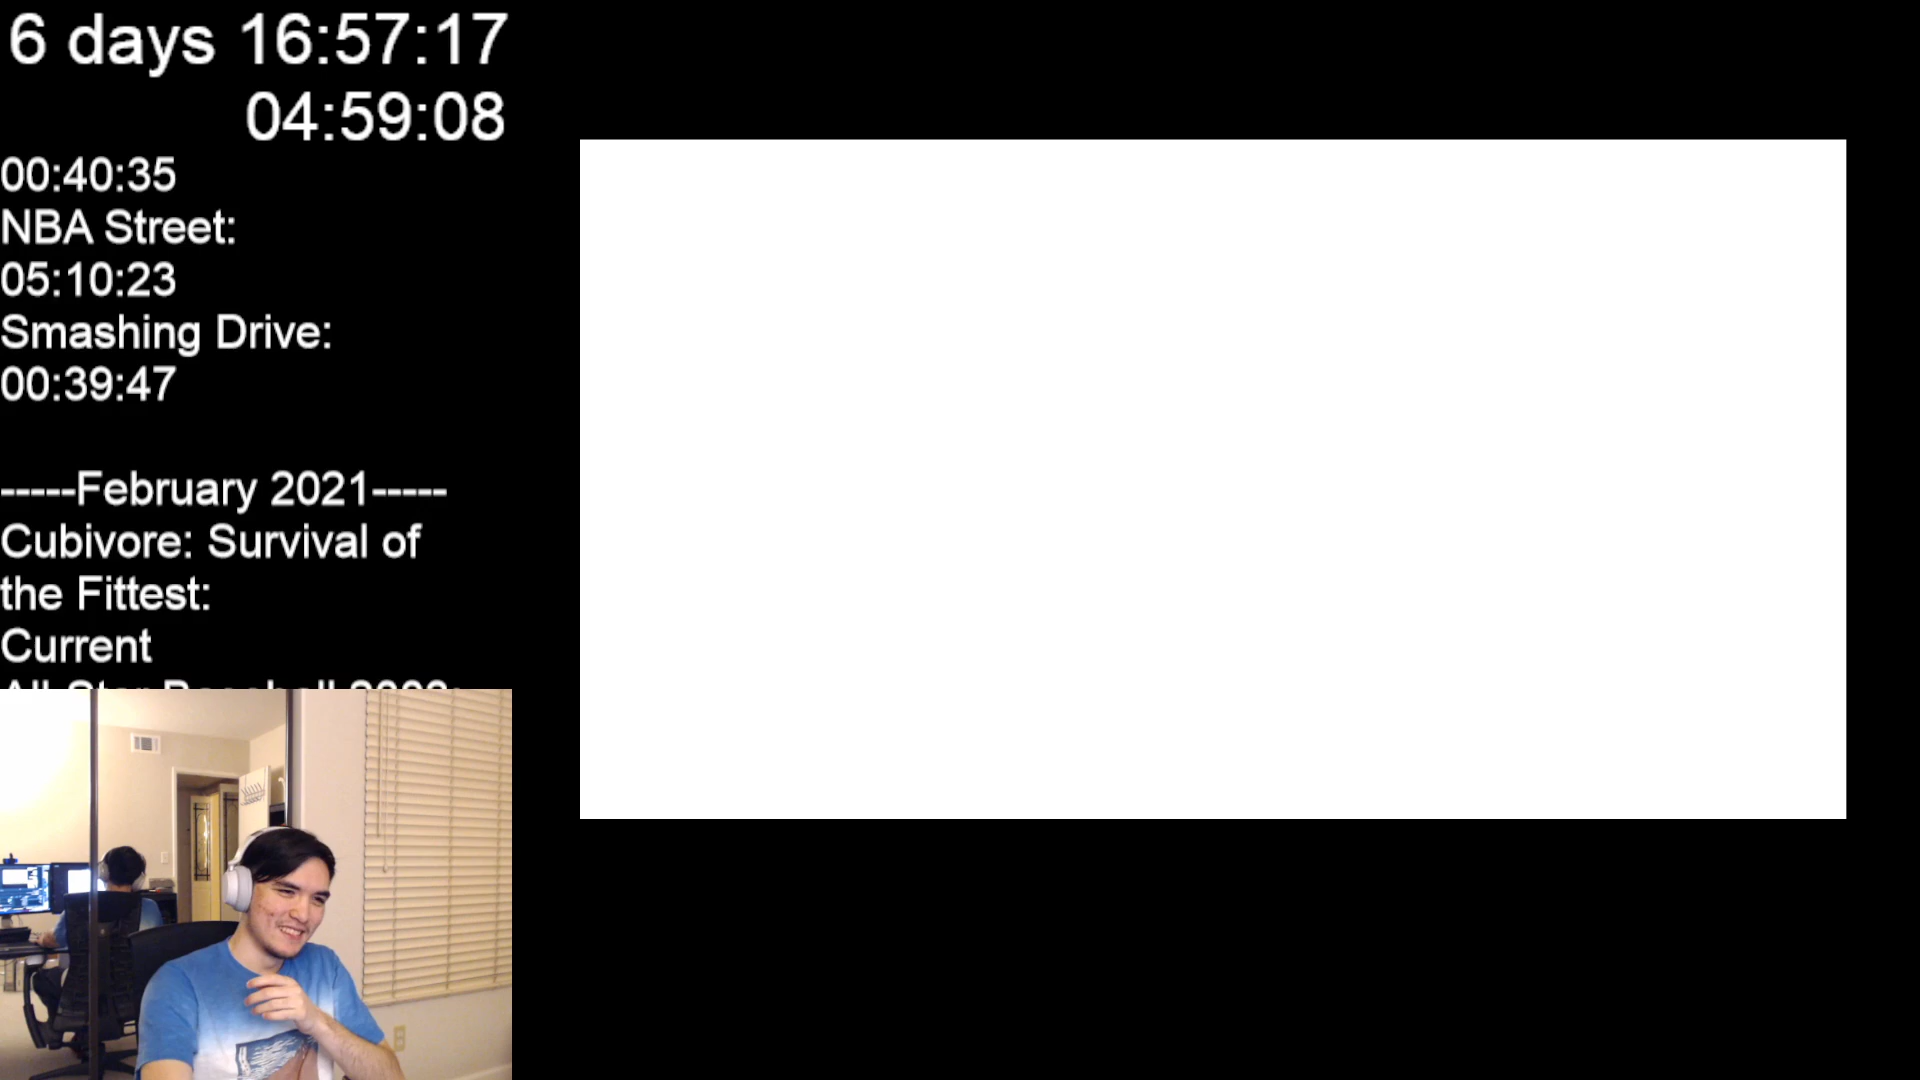 6 days 16:57:17
04:59:08
00:40:35
NBA Street:
05:10:23
Smashing Drive:
00:39:47
-----February 2021-----
Cubivore: Survival of
the Fittest:
Current